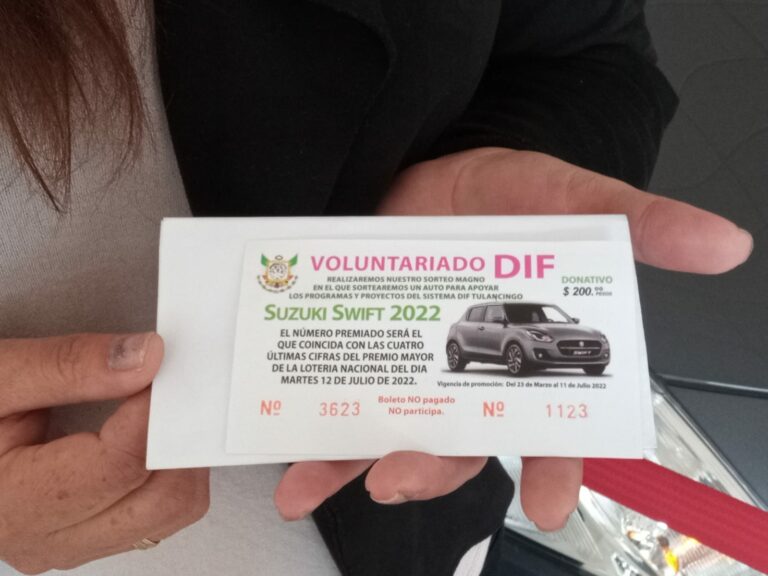 VOLUNTARIADO DIF
REALIZAREMOS NUESTRO SORTEO MAGNO
EN EL QUE SORTEAREMOS UN AUTO PARA APOYAR
LOS PROGRAMAS Y PROYECTOS DEL SISTEMA DIF TULANCINGO
DONATIVO
$ 200.00 PESOS
SUZUKI SWIFT 2022
EL NÚMERO PREMIADO SERÁ EL
QUE COINCIDA CON LAS CUATRO
ÚLTIMAS CIFRAS DEL PREMIO MAYOR
DE LA LOTERIA NACIONAL DEL DIA
MARTES 12 DE JULIO DE 2022.
SWIFT
Vigencia de promoción: Del 23 de Marzo al 11 de Julio 2022
Boleto NO pagado
NO participa.
Nº 3623
Nº 1123